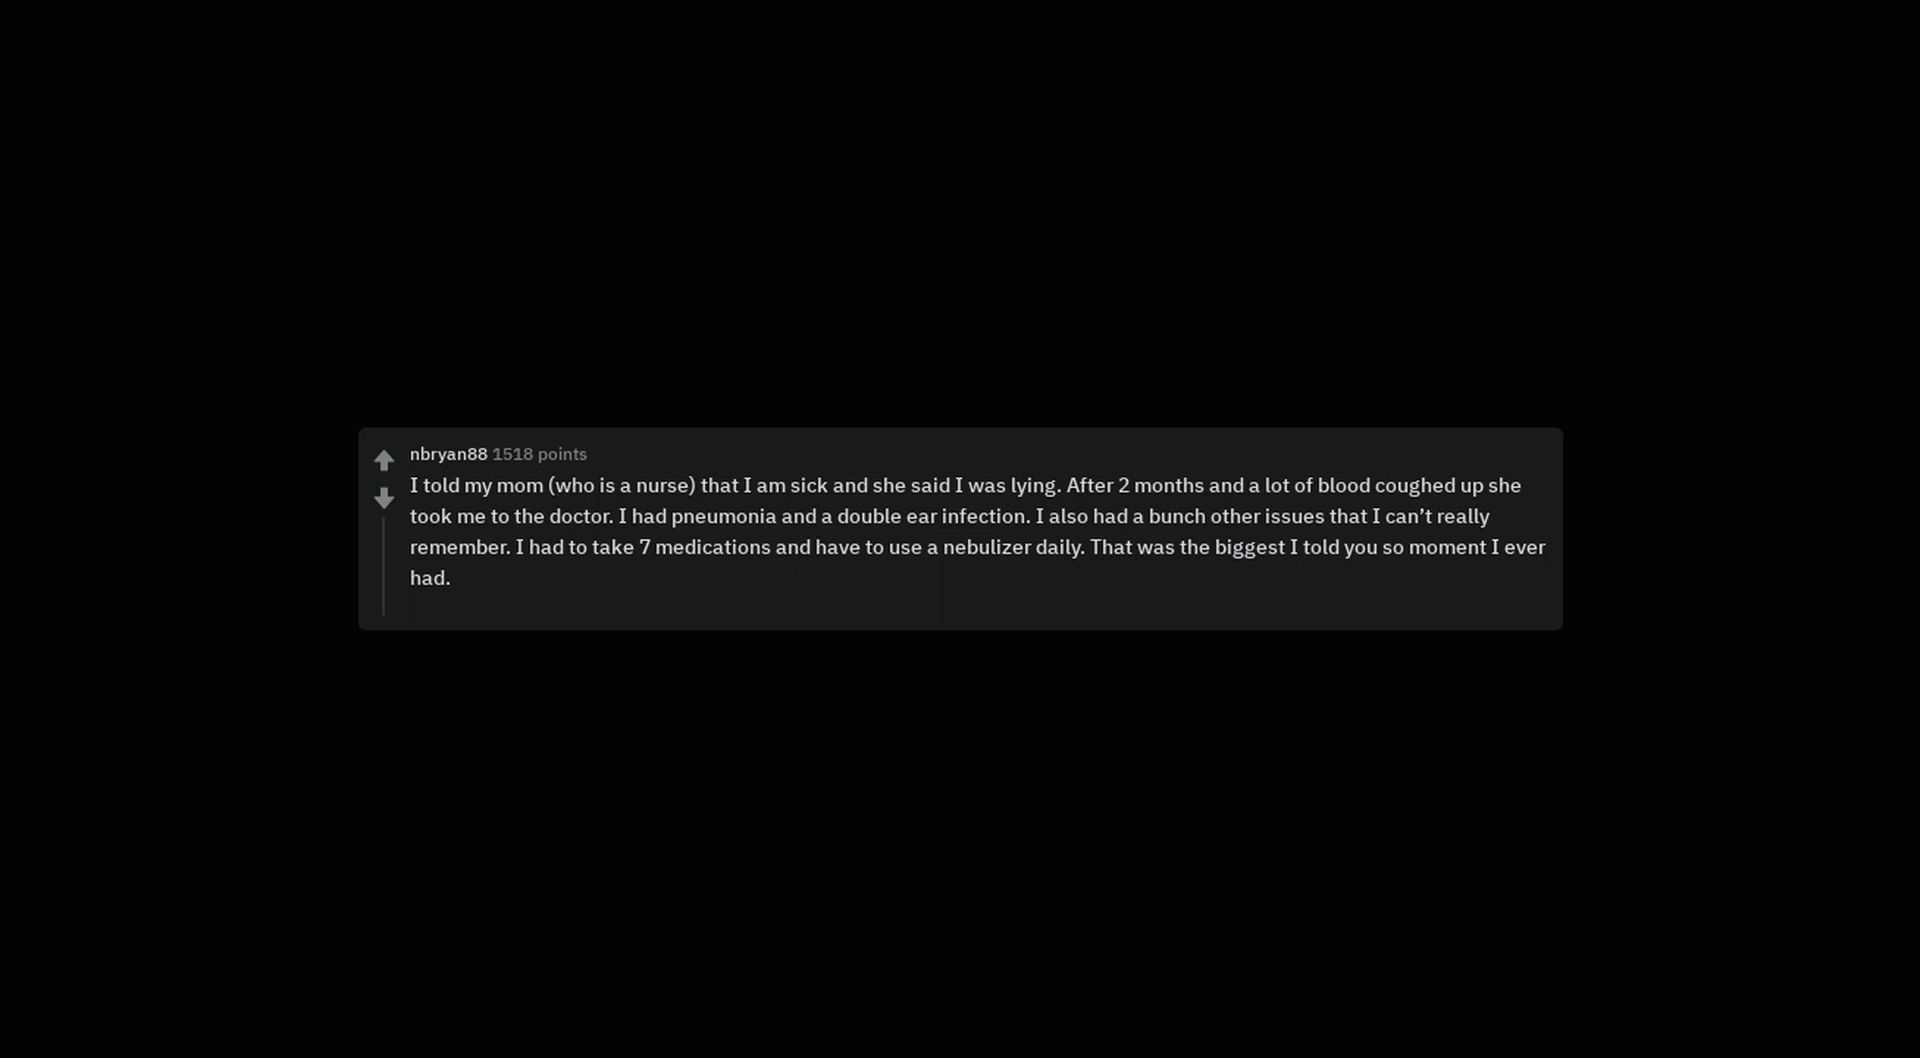 nbryan88 1518 points
I told my mom (who is a nurse) that I am sick and she said I was lying. After 2 months and a lot of blood coughed up she
took me to the doctor. I had pneumonia and a double ear infection. I also had a bunch other issues that I can’t really
remember. I had to take 7 medications and have to use a nebulizer daily. That was the biggest I told you so moment I ever
had.